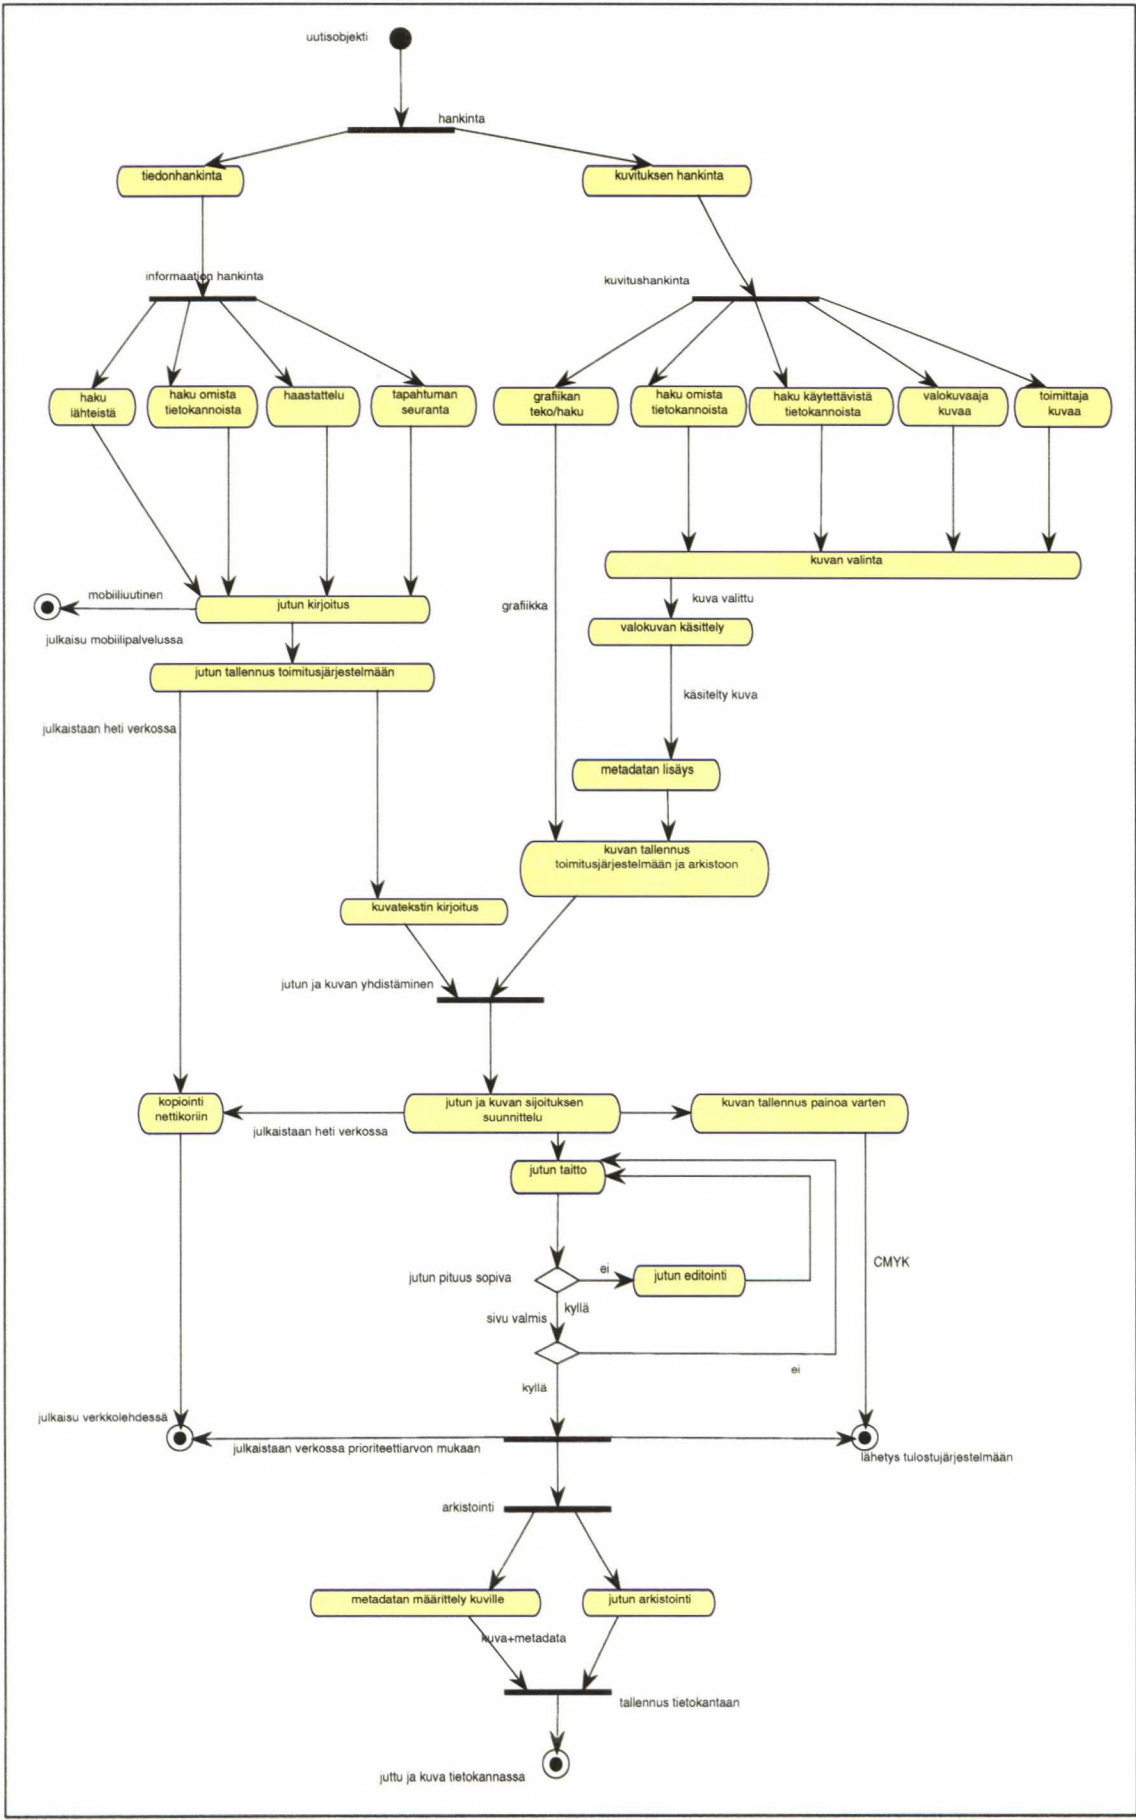 uutisobjekti
hankinta
tiedonhankinta
kuvituksen hankinta
informaation hankinta
kuvitushankinta
haku
lähteistä
haku omista
tietokannoista
haastattelu
tapahtuman
seuranta
grafiikan
teko/haku
haku omista
tietokannoista
haku käytettävistä
tietokannoista
valokuvaaja
kuvaa
toimittaja
kuvaa
kuvan valinta
mobiiliuutinen
jutun kirjoitus
grafiikka
kuva valittu
julkaisu mobiilipalvelussa
valokuvan käsittely
jutun tallennus toimitusjärjestelmään
käsitelty kuva
julkaistaan heti verkossa
metadatan lisäys
kuvan tallennus
toimitusjärjestelmään ja arkistoon
kuvatekstin kirjoitus
jutun ja kuvan yhdistäminen
kopiointi
nettikoriin
jutun ja kuvan sijoituksen
suunnittelu
kuvan tallennus painoa varten
julkaistaan heti verkossa
jutun taitto
CMYK
jutun pituus sopiva
ei
jutun editointi
kyllä
sivu valmis
ei
kyllä
julkaisu verkkolehdessä
julkaistaan verkossa prioriteettiarvon mukaan
lähetys tulostujärjestelmään
arkistointi
metadatan määrittely kuville
jutun arkistointi
kuva+metadata
tallennus tietokantaan
juttu ja kuva tietokannassa